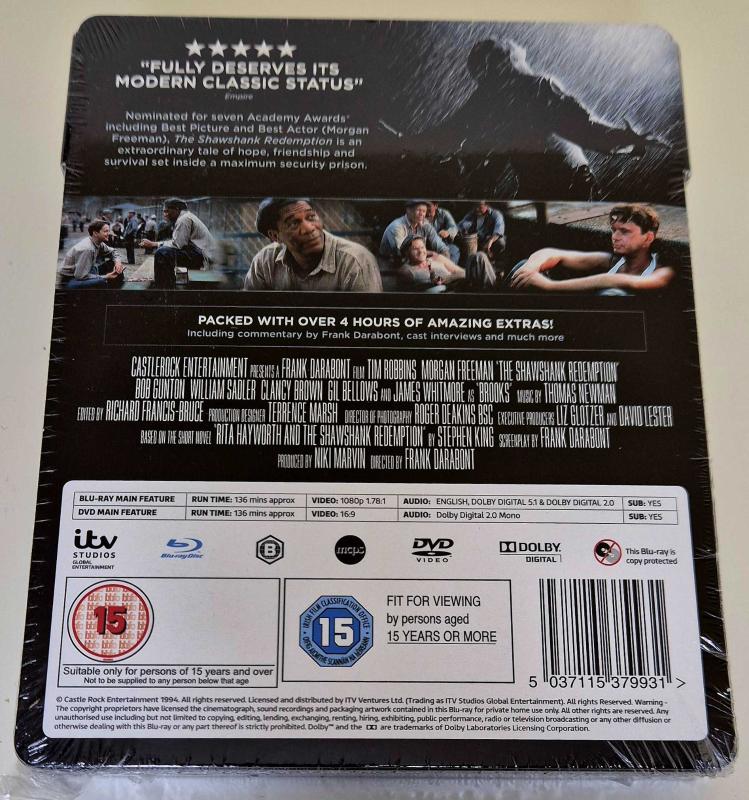 ★★★★★
"FULLY DESERVES ITS
MODERN CLASSIC STATUS"
Empire
Nominated for seven Academy Awards®
including Best Picture and Best Actor (Morgan
Freeman), The Shawshank Redemption is an
extraordinary tale of hope, friendship and
survival set inside a maximum security prison.
PACKED WITH OVER 4 HOURS OF AMAZING EXTRAS!
Including commentary by Frank Darabont, cast interviews and much more
CASTLEROCK ENTERTAINMENT PRESENTS A FRANK DARABONT FILM TIM ROBBINS MORGAN FREEMAN 'THE SHAWSHANK REDEMPTION'
BOB GUNTON WILLIAM SADLER CLANCY BROWN GIL BELLOWS AND JAMES WHITMORE AS 'BROOKS' MUSIC BY THOMAS NEWMAN
EDITED BY RICHARD FRANCIS-BRUCE PRODUCTION DESIGNER TERRENCE MARSH DIRECTOR OF PHOTOGRAPHY ROGER DEAKINS BSC EXECUTIVE PRODUCERS LIZ GLOTZER AND DAVID LESTER
BASED ON THE SHORT NOVEL "RITA HAYWORTH AND THE SHAWSHANK REDEMPTION" BY STEPHEN KING SCREENPLAY BY FRANK DARABONT
PRODUCED BY NIKI MARVIN DIRECTED BY FRANK DARABONT
BLU-RAY MAIN FEATURE RUN TIME: 136 mins approx VIDEO: 1080p 1.78:1 AUDIO: ENGLISH, DOLBY DIGITAL 5.1 & DOLBY DIGITAL 2.0 SUB: YES
DVD MAIN FEATURE RUN TIME: 136 mins approx VIDEO: 16:9 AUDIO: Dolby Digital 2.0 Mono SUB: YES
itv
STUDIOS
GLOBAL
ENTERTAINMENT
Blu-ray Disc
B
mcps
DVD
VIDEO
DOLBY
DIGITAL
This Blu-ray is
copy protected
15
Suitable only for persons of 15 years and over
Not to be supplied to any person below that age
IRISH FILM CLASSIFICATION OFFICE
15
FIT FOR VIEWING
by persons aged
15 YEARS OR MORE
5 037115 379931 >
© Castle Rock Entertainment 1994. All rights reserved. Licensed and distributed by ITV Ventures Ltd. (Trading as ITV Studios Global Entertainment). All Rights Reserved. Warning -
The copyright proprietors have licensed the cinematograph, sound recordings and packaging artwork contained in this Blu-ray for private home use only. All other rights are reserved. Any
unauthorised use including but not limited to copying, editing, lending, exchanging, renting, hiring, exhibiting, public performance, radio or television broadcasting or any other diffusion or
otherwise dealing with this Blu-ray or any part thereof is strictly prohibited. Dolby™ and the are trademarks of Dolby Laboratories Licensing Corporation.